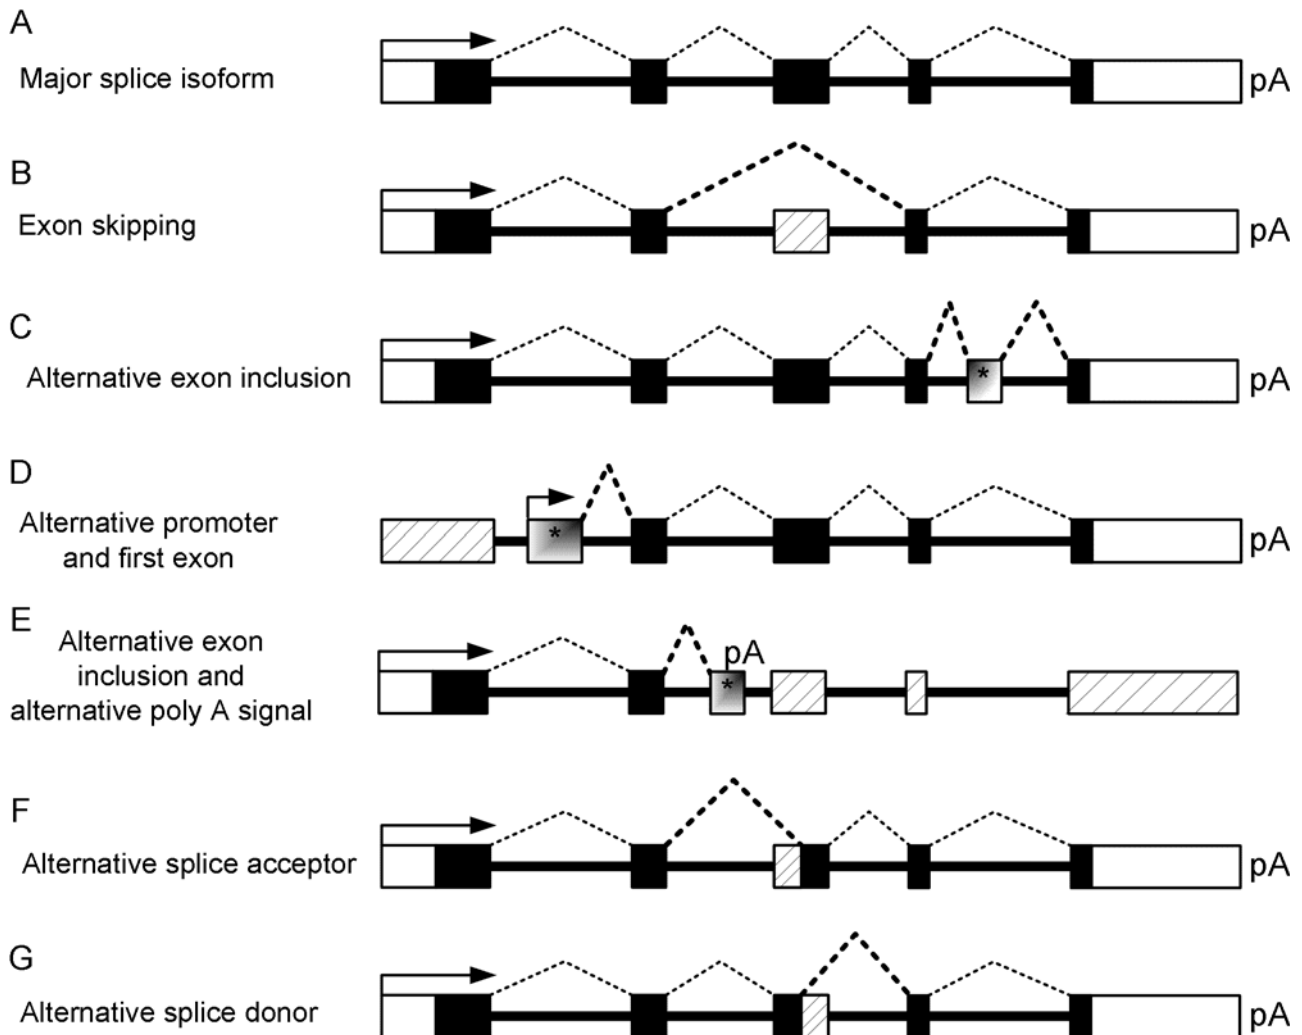 A
Major splice isoform
pA
B
Exon skipping
pA
C
Alternative exon inclusion
*
pA
D
Alternative promoter
and first exon
*
pA
E
Alternative exon
inclusion and
alternative poly A signal
pA
*
F
Alternative splice acceptor
pA
G
Alternative splice donor
pA